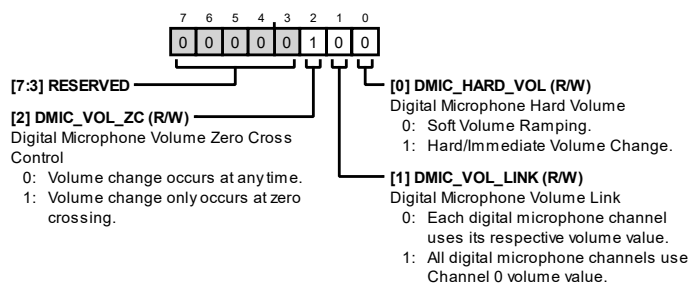 7 6 5 4 3 2 1 0
0 0 0 0 0 1 0 0
[7:3] RESERVED
[2] DMIC_VOL_ZC (R/W)
Digital Microphone Volume Zero Cross
Control
0: Volume change occurs at any time.
1: Volume change only occurs at zero
crossing.
[0] DMIC_HARD_VOL (R/W)
Digital Microphone Hard Volume
0: Soft Volume Ramping.
1: Hard/Immediate Volume Change.
[1] DMIC_VOL_LINK (R/W)
Digital Microphone Volume Link
0: Each digital microphone channel
uses its respective volume value.
1: All digital microphone channels use
Channel 0 volume value.